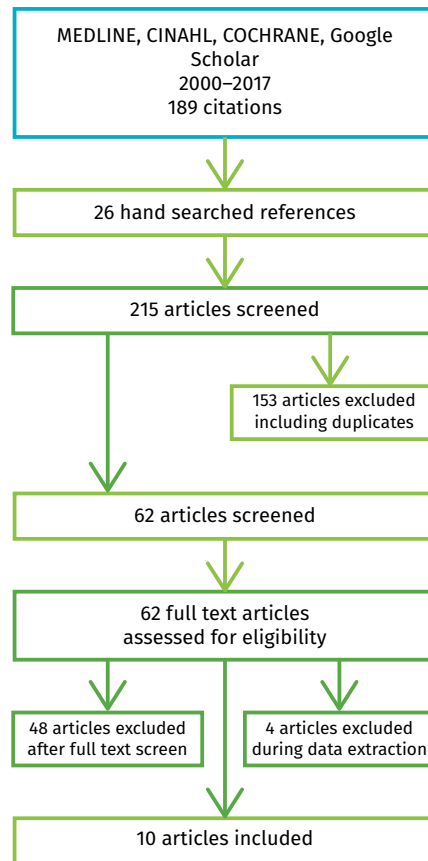 MEDLINE, CINAHL, COCHRANE, Google
Scholar
2000–2017
189 citations
26 hand searched references
215 articles screened
153 articles excluded
including duplicates
62 articles screened
62 full text articles
assessed for eligibility
48 articles excluded
after full text screen
4 articles excluded
during data extraction
10 articles included